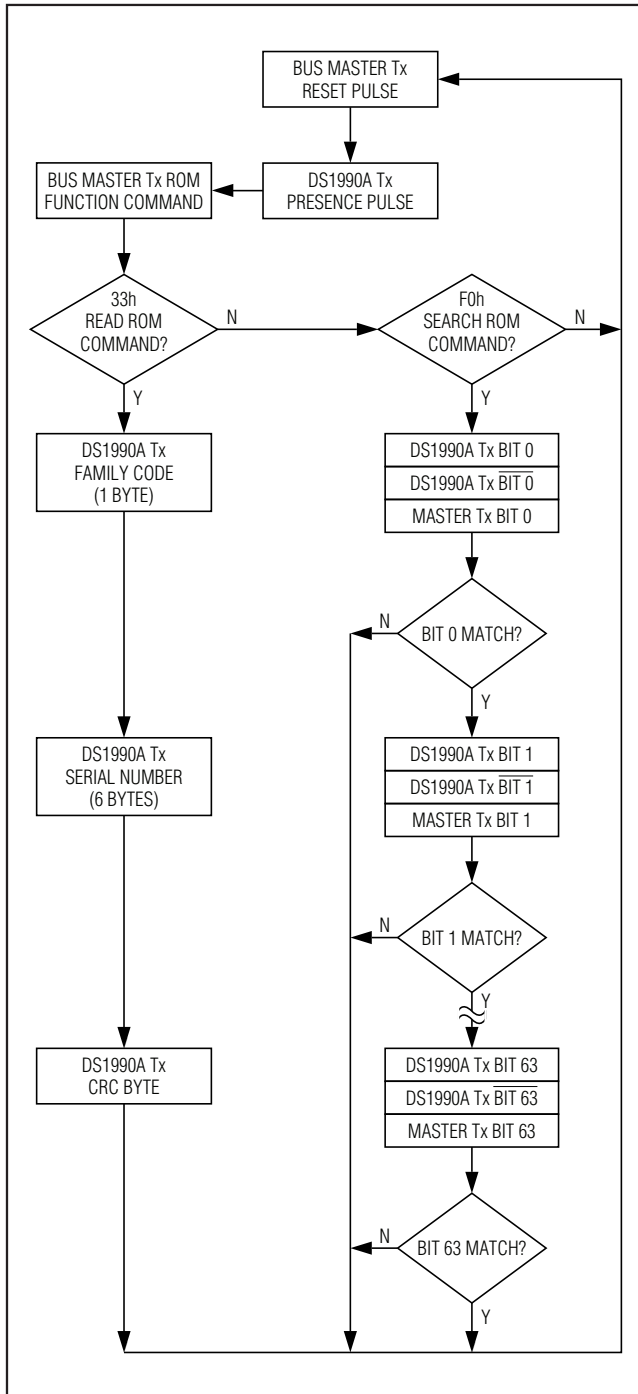 BUS MASTER Tx
RESET PULSE
BUS MASTER Tx ROM
FUNCTION COMMAND
DS1990A Tx
PRESENCE PULSE
33h
READ ROM
COMMAND?
N
Y
F0h
SEARCH ROM
COMMAND?
N
Y
DS1990A Tx
FAMILY CODE
(1 BYTE)
DS1990A Tx BIT 0
DS1990A Tx B̅I̅T̅ ̅0̅
MASTER Tx BIT 0
N
BIT 0 MATCH?
Y
DS1990A Tx
SERIAL NUMBER
(6 BYTES)
DS1990A Tx BIT 1
DS1990A Tx B̅I̅T̅ ̅1̅
MASTER Tx BIT 1
N
BIT 1 MATCH?
Y
DS1990A Tx
CRC BYTE
DS1990A Tx BIT 63
DS1990A Tx B̅I̅T̅ ̅6̅3̅
MASTER Tx BIT 63
N
BIT 63 MATCH?
Y